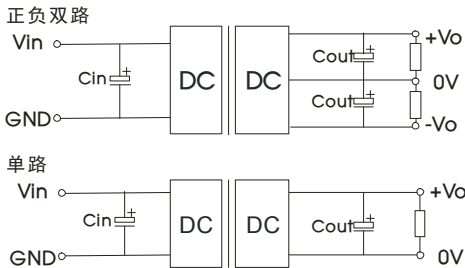 正负双路
Vin
Cin
GND
DC
DC
Cout
Cout
+Vo
0V
-Vo
单路
Vin
Cin
GND
DC
DC
Cout
+Vo
0V